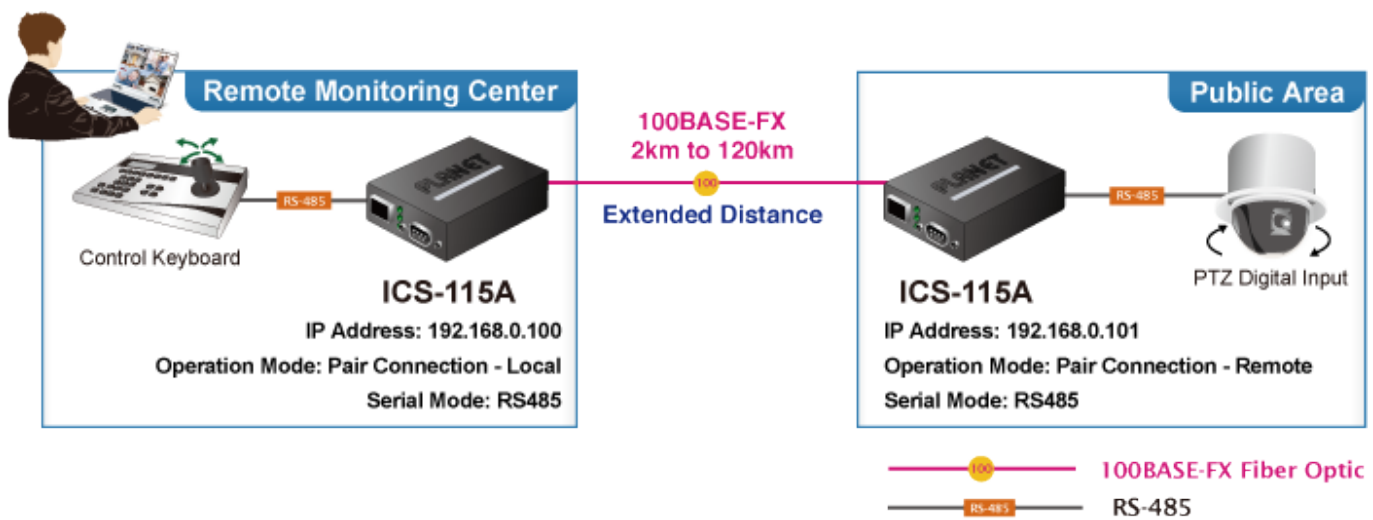 Remote Monitoring Center
RS-485
Control Keyboard
PLANET
ICS-115A
IP Address: 192.168.0.100
Operation Mode: Pair Connection - Local
Serial Mode: RS485
100BASE-FX
2km to 120km
100
Extended Distance
Public Area
PLANET
RS-485
PTZ Digital Input
ICS-115A
IP Address: 192.168.0.101
Operation Mode: Pair Connection - Remote
Serial Mode: RS485
100 100BASE-FX Fiber Optic
RS-485 RS-485